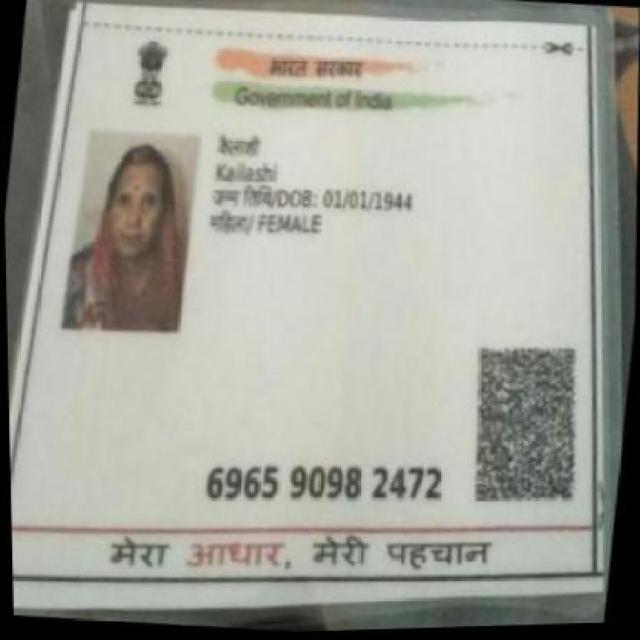 भारत सरकार
Government of India
कैलाशी
Kailashi
जन्म तिथि/DOB: 01/01/1944
महिला/ FEMALE
6965 9098 2472
मेरा आधार, मेरी पहचान